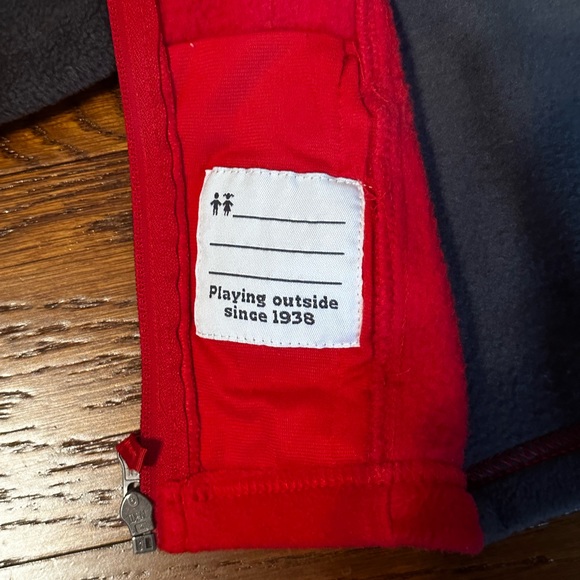 Playing outside
since 1938